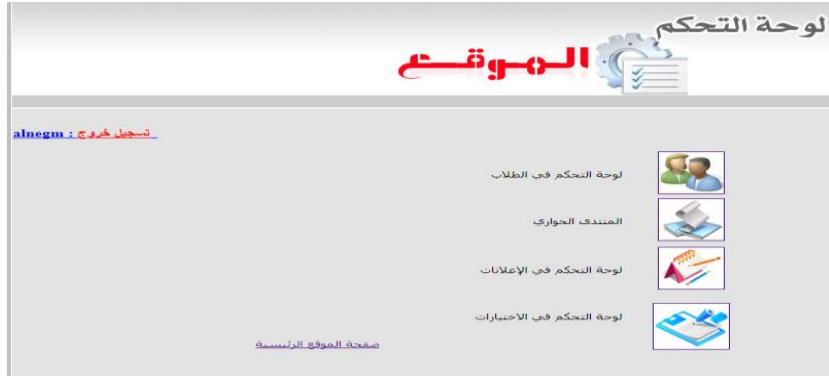 لوحة التحكم
الموقع
تسجيل خروج : alnegm
لوحة التحكم في الطلاب
المنتدى الحواري
لوحة التحكم في الإعلانات
لوحة التحكم في الاختبارات
صفحة الموقع الرئيسية